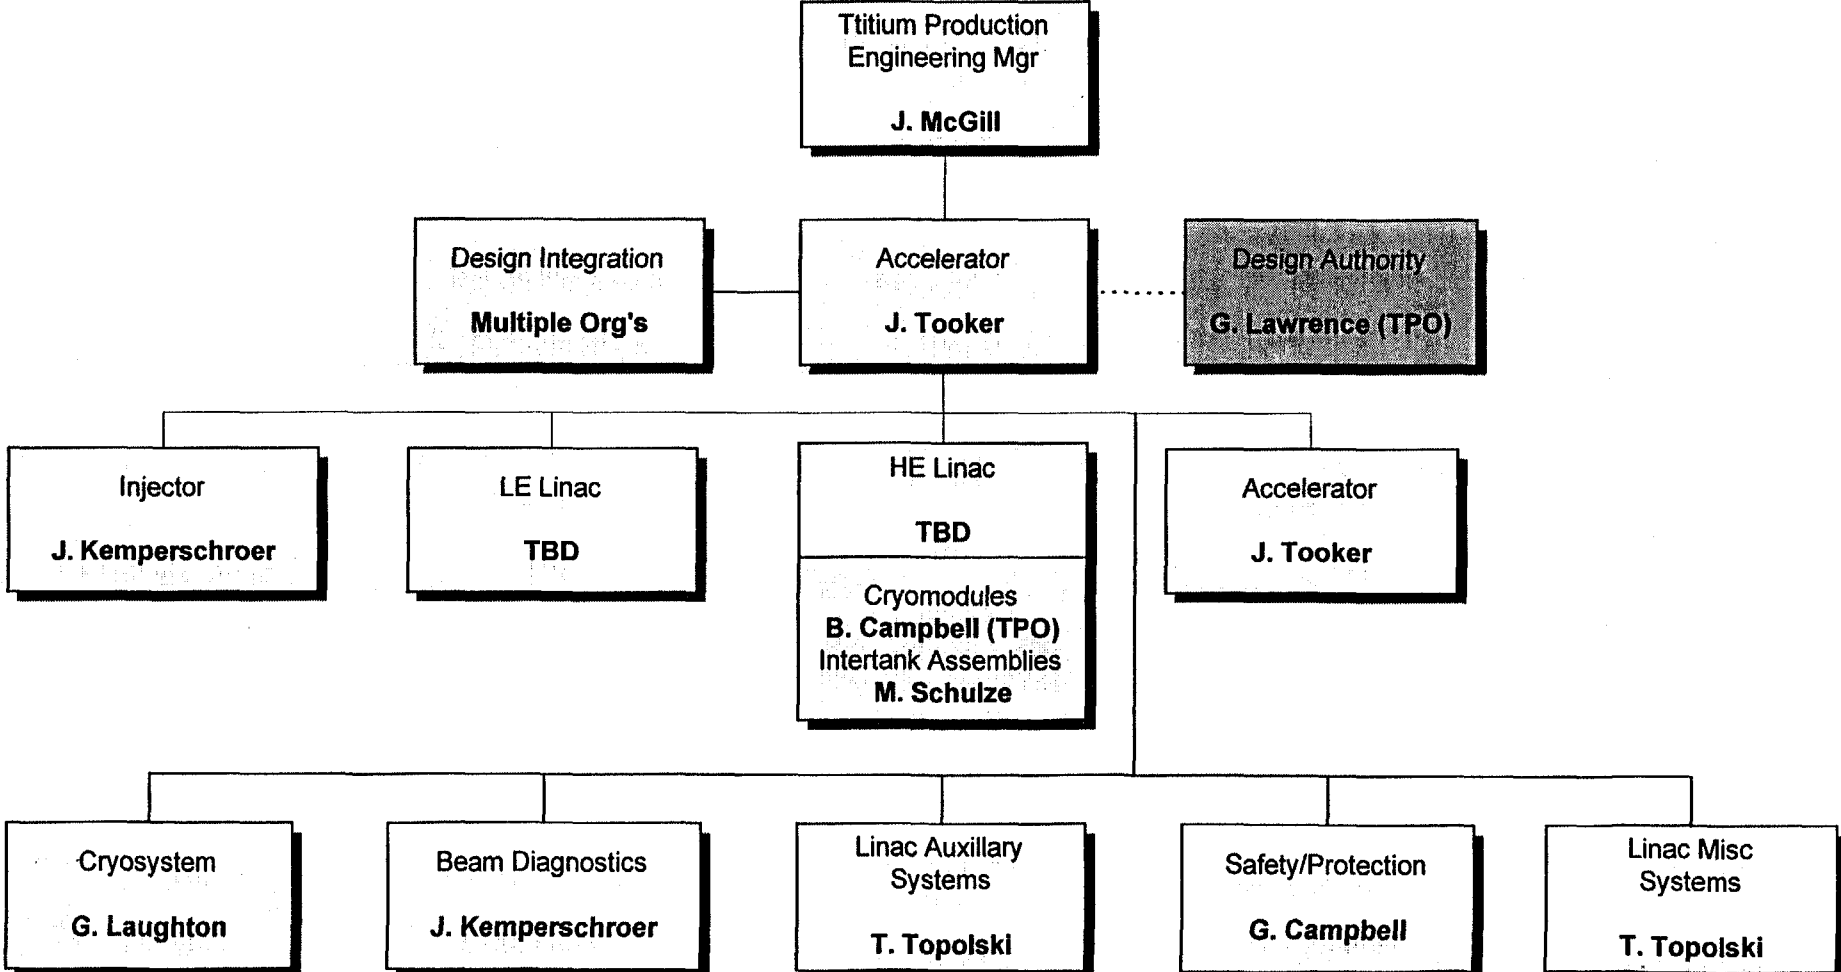 Ttitium Production
Engineering Mgr
J. McGill
Design Integration
Multiple Org's
Accelerator
J. Tooker
Design Authority
G. Lawrence (TPO)
Injector
J. Kemperschroer
LE Linac
TBD
HE Linac
TBD
Cryomodules
B. Campbell (TPO)
Intertank Assemblies
M. Schulze
Accelerator
J. Tooker
Cryosystem
G. Laughton
Beam Diagnostics
J. Kemperschroer
Linac Auxillary
Systems
T. Topolski
Safety/Protection
G. Campbell
Linac Misc
Systems
T. Topolski